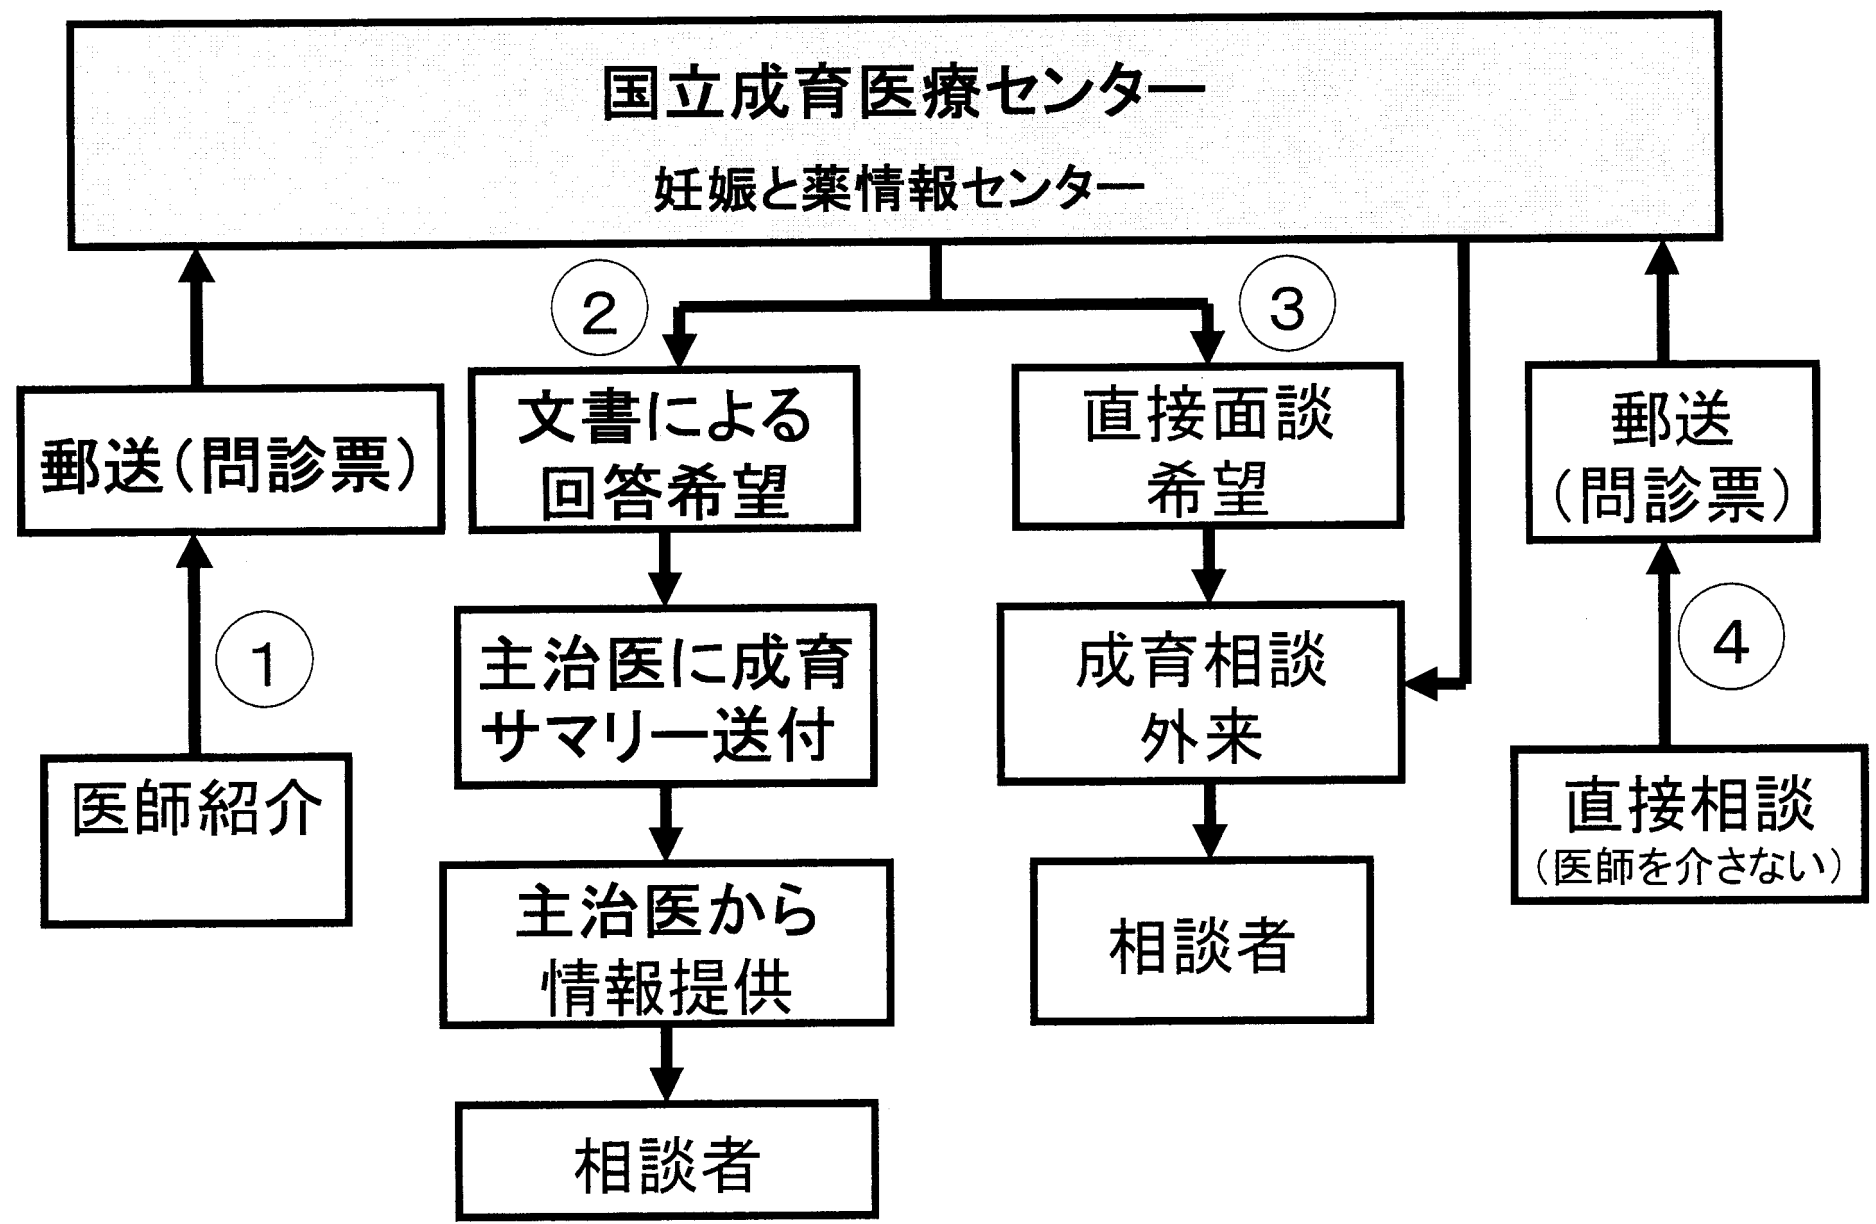 国立成育医療センター
妊娠と薬情報センター
②
③
郵送(問診票)
文書による
回答希望
直接面談
希望
郵送
(問診票)
①
主治医に成育
サマリー送付
成育相談
外来
④
医師紹介
直接相談
(医師を介さない)
主治医から
情報提供
相談者
相談者